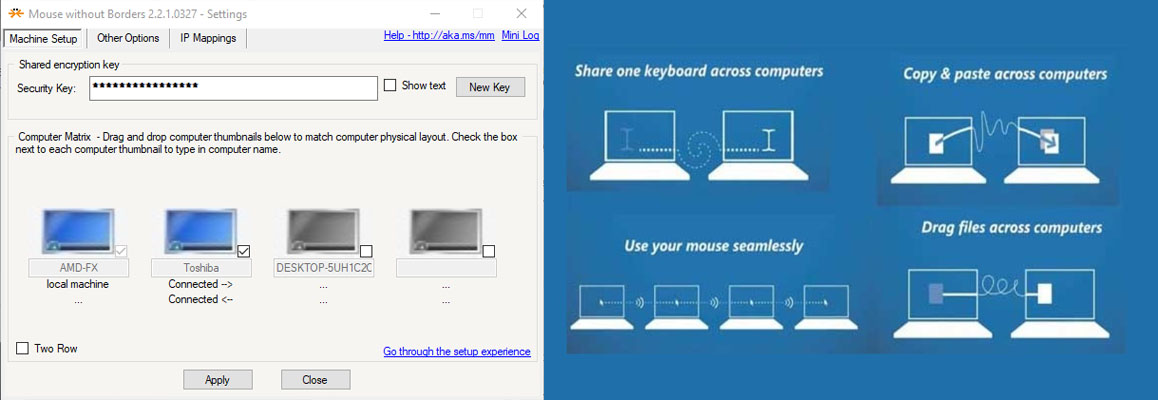 Mouse without Borders 2.2.1.0327 - Settings
Machine Setup
Other Options
IP Mappings
Help - http://aka.ms/mm
Mini Log
Shared encryption key
Security Key:
****************
Show text
New Key
Computer Matrix - Drag and drop computer thumbnails below to match computer physical layout. Check the box
next to each computer thumbnail to type in computer name.
AMD-FX
Toshiba
DESKTOP-5UH1C2C
local machine
Connected -->
...
...
...
Connected <--
...
...
Two Row
Go through the setup experience
Apply
Close
Share one keyboard across computers
Copy & paste across computers
Use your mouse seamlessly
Drag files across computers